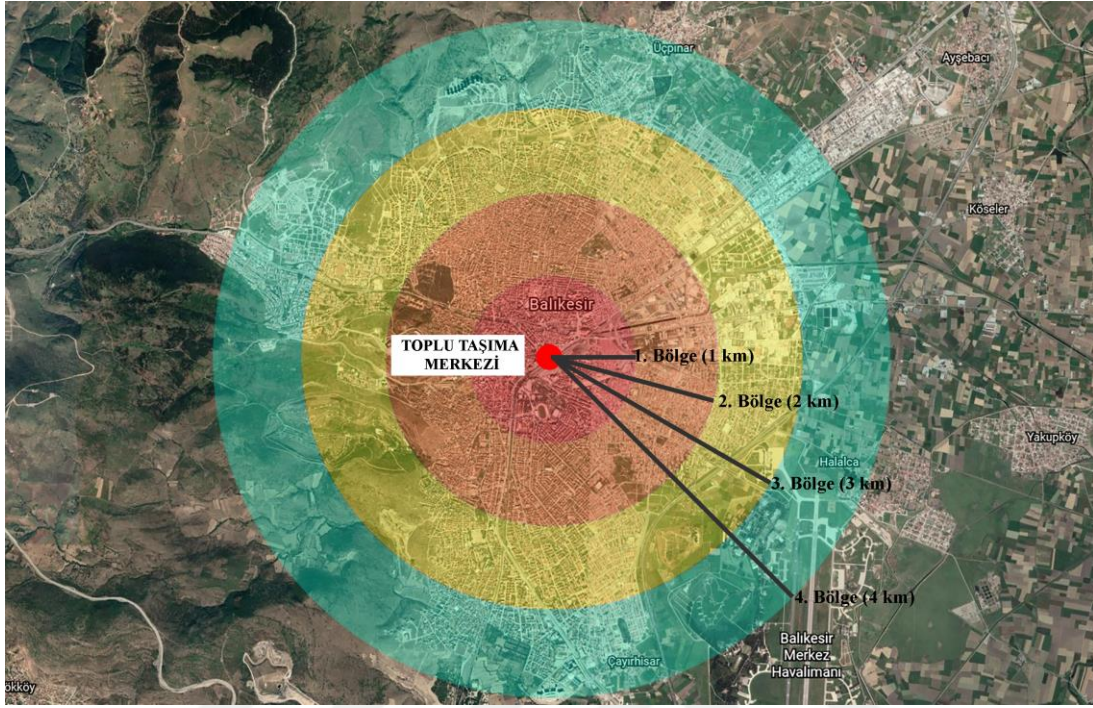 Üçpınar
Ayşebacı
Köseler
Balıkesir
TOPLU TAŞIMA
MERKEZİ
1. Bölge (1 km)
2. Bölge (2 km)
Yakupköy
Halalca
3. Bölge (3 km)
4. Bölge (4 km)
Balıkesir
Merkez
Havalimanı
Çayırhisar
ökköy